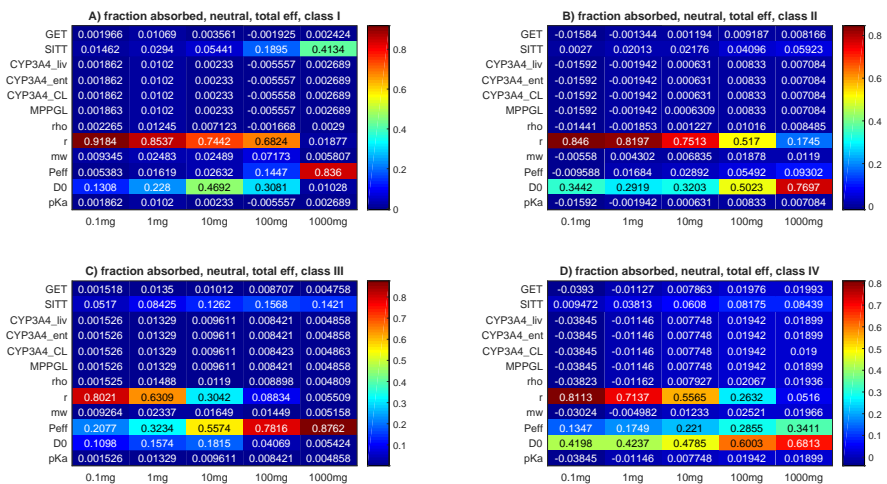 A) fraction absorbed, neutral, total eff, class I
GET 0.001966 0.01069 0.003561 -0.001925 0.002424
SITT 0.01462 0.0294 0.05441 0.1895 0.4134
CYP3A4_liv 0.001862 0.0102 0.00233 -0.005557 0.002689
CYP3A4_ent 0.001862 0.0102 0.00233 -0.005557 0.002689
CYP3A4_CL 0.001862 0.0102 0.00233 -0.005558 0.002689
MPPGL 0.001863 0.0102 0.00233 -0.005557 0.002689
rho 0.002265 0.01245 0.007123 -0.001668 0.0029
r 0.9184 0.8537 0.7442 0.6824 0.01877
mw 0.009345 0.02483 0.02489 0.07173 0.005807
Peff 0.005383 0.01619 0.02632 0.1447 0.836
D0 0.1308 0.228 0.4692 0.3081 0.01028
pKa 0.001862 0.0102 0.00233 -0.005557 0.002689
0.1mg 1mg 10mg 100mg 1000mg
0.8
0.6
0.4
0.2
0
B) fraction absorbed, neutral, total eff, class II
GET -0.01584 -0.001344 0.001194 0.009187 0.008166
SITT 0.0027 0.02013 0.02176 0.04096 0.05923
CYP3A4_liv -0.01592 -0.001942 0.000631 0.00833 0.007084
CYP3A4_ent -0.01592 -0.001942 0.000631 0.00833 0.007084
CYP3A4_CL -0.01592 -0.001942 0.000631 0.00833 0.007084
MPPGL -0.01592 -0.001942 0.0006309 0.00833 0.007084
rho -0.01441 -0.001853 0.001227 0.01016 0.008485
r 0.846 0.8197 0.7513 0.517 0.1745
mw -0.00558 0.004302 0.006835 0.01878 0.0119
Peff -0.009588 0.01684 0.02892 0.05492 0.09302
D0 0.3442 0.2919 0.3203 0.5023 0.7697
pKa -0.01592 -0.001942 0.000631 0.00833 0.007084
0.1mg 1mg 10mg 100mg 1000mg
0.8
0.6
0.4
0.2
0
C) fraction absorbed, neutral, total eff, class III
GET 0.001518 0.0135 0.01012 0.008707 0.004758
SITT 0.0517 0.08425 0.1262 0.1568 0.1421
CYP3A4_liv 0.001526 0.01329 0.009611 0.008421 0.004858
CYP3A4_ent 0.001526 0.01329 0.009611 0.008421 0.004858
CYP3A4_CL 0.001526 0.01329 0.009611 0.008423 0.004863
MPPGL 0.001526 0.01329 0.009611 0.008421 0.004858
rho 0.001525 0.01488 0.0119 0.008898 0.004809
r 0.8021 0.6309 0.3042 0.08834 0.005509
mw 0.009264 0.02337 0.01649 0.01449 0.005158
Peff 0.2077 0.3234 0.5574 0.7816 0.8762
D0 0.1098 0.1574 0.1815 0.04069 0.005424
pKa 0.001526 0.01329 0.009611 0.008421 0.004858
0.1mg 1mg 10mg 100mg 1000mg
0.8
0.7
0.6
0.5
0.4
0.3
0.2
0.1
D) fraction absorbed, neutral, total eff, class IV
GET -0.0393 -0.01127 0.007863 0.01976 0.01993
SITT 0.009472 0.03813 0.0608 0.08175 0.08439
CYP3A4_liv -0.03845 -0.01146 0.007748 0.01942 0.01899
CYP3A4_ent -0.03845 -0.01146 0.007748 0.01942 0.01899
CYP3A4_CL -0.03845 -0.01146 0.007748 0.01942 0.019
MPPGL -0.03845 -0.01146 0.007748 0.01942 0.01899
rho -0.03823 -0.01162 0.007927 0.02067 0.01936
r 0.8113 0.7137 0.5565 0.2632 0.0516
mw -0.03024 -0.004982 0.01233 0.02521 0.01966
Peff 0.1347 0.1749 0.221 0.2855 0.3411
D0 0.4198 0.4237 0.4785 0.6003 0.6813
pKa -0.03845 -0.01146 0.007748 0.01942 0.01899
0.1mg 1mg 10mg 100mg 1000mg
0.8
0.7
0.6
0.5
0.4
0.3
0.2
0.1
0